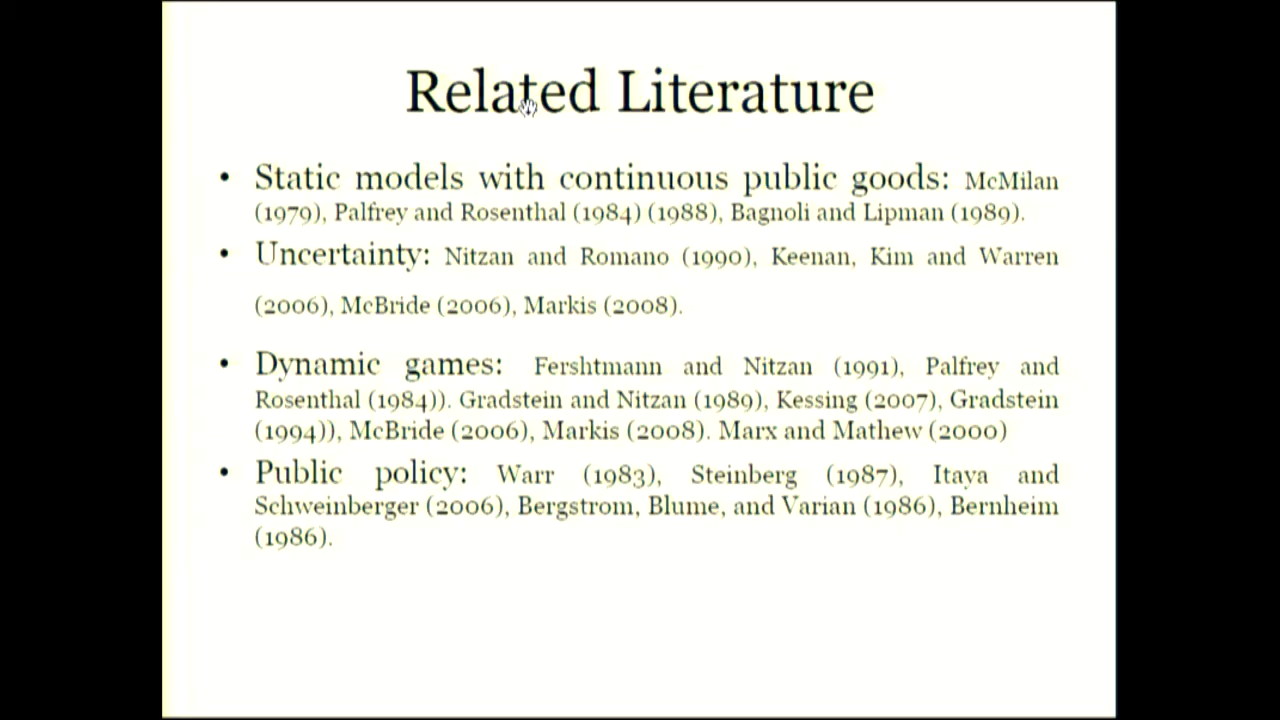 Related Literature
• Static models with continuous public goods: McMilan
(1979), Palfrey and Rosenthal (1984) (1988), Bagnoli and Lipman (1989).
• Uncertainty: Nitzan and Romano (1990), Keenan, Kim and Warren
(2006), McBride (2006), Markis (2008).
• Dynamic games: Fershtmann and Nitzan (1991), Palfrey and
Rosenthal (1984)). Gradstein and Nitzan (1989), Kessing (2007), Gradstein
(1994)), McBride (2006), Markis (2008). Marx and Mathew (2000)
• Public policy: Warr (1983), Steinberg (1987), Itaya and
Schweinberger (2006), Bergstrom, Blume, and Varian (1986), Bernheim
(1986).